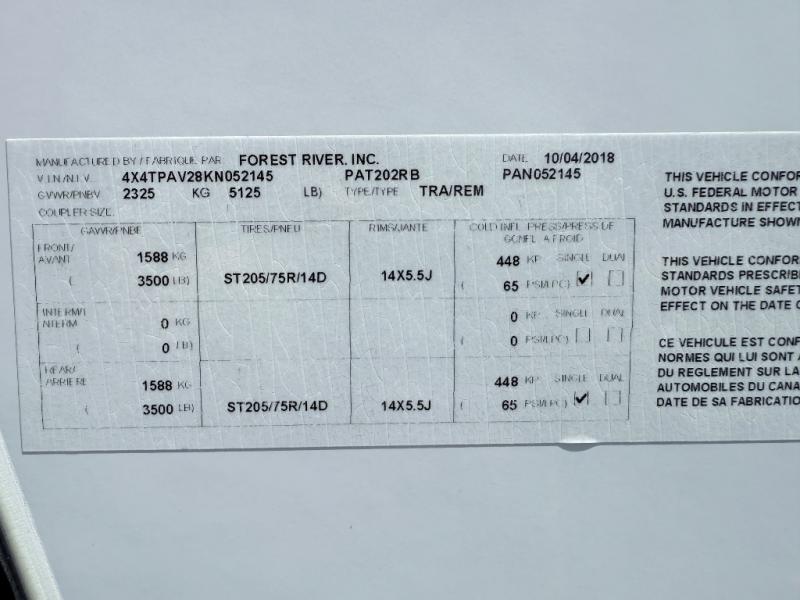 MANUFACTURED BY / FABRIQUE PAR FOREST RIVER, INC. DATE 10/04/2018
V.I.N./N.I.V. 4X4TPAV28KN052145 PAT202RB PAN052145
GVWR/PNBV 2325 KG 5125 LB) TYPE/TYPE TRA/REM
COUPLER SIZE
GAWR/PNBE TIRES/PNEU RIMS/JANTE COLD INFL. PRESS/PRESS DE
GONFL. A FROID
FRONT/
AVANT 1588 KG ST205/75R/14D 14X5.5J 448 KP SINGLE DUAL
( 3500 LB) ( 65 PSI/LPC)
INTERM/I
NTERM 0 KG 0 KP SINGLE DUAL
( 0 LB) ( 0 PSI/LPC)
REAR/
ARRIERE 1588 KG 448 KP SINGLE DUAL
( 3500 LB) ST205/75R/14D 14X5.5J ( 65 PSI/LPC)
THIS VEHICLE CONFOR
U.S. FEDERAL MOTOR
STANDARDS IN EFFECT
MANUFACTURE SHOWN
THIS VEHICLE CONFOR
STANDARDS PRESCRIBE
MOTOR VEHICLE SAFET
EFFECT ON THE DATE O
CE VEHICULE EST CONF
NORMES QUI LUI SONT A
DU REGLEMENT SUR LA
AUTOMOBILES DU CANA
DATE DE SA FABRICATIO